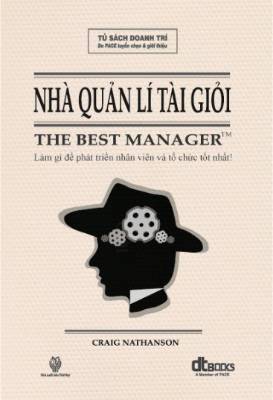 TỦ SÁCH DOANH TRÍ
Do PACE tuyển chọn & giới thiệu
NHÀ QUẢN LÍ TÀI GIỎI
THE BEST MANAGER™
Làm gì để phát triển nhân viên và tổ chức tốt nhất!
CRAIG NATHANSON
dtBOOKS
A Member of PACE